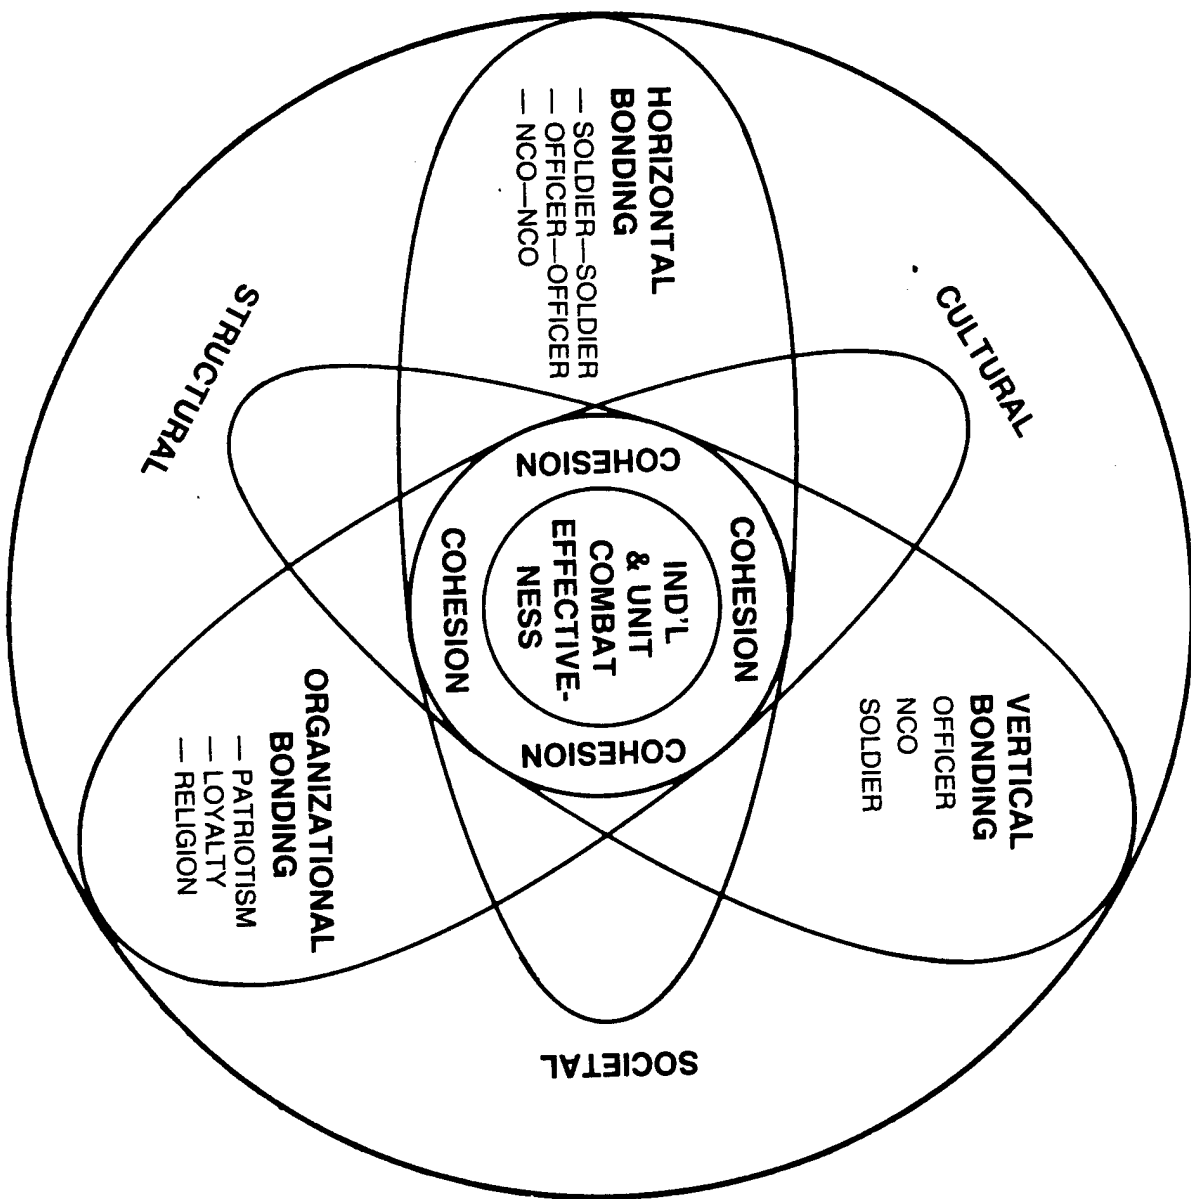 CULTURAL
HORIZONTAL
BONDING
— SOLDIER—SOLDIER
— OFFICER—OFFICER
— NCO—NCO
VERTICAL
BONDING
OFFICER
NCO
SOLDIER
COHESION
COHESION
IND'L
& UNIT
COMBAT
EFFECTIVE-
NESS
COHESION
COHESION
SOCIETAL
STRUCTURAL
ORGANIZATIONAL
BONDING
— PATRIOTISM
— LOYALTY
— RELIGION